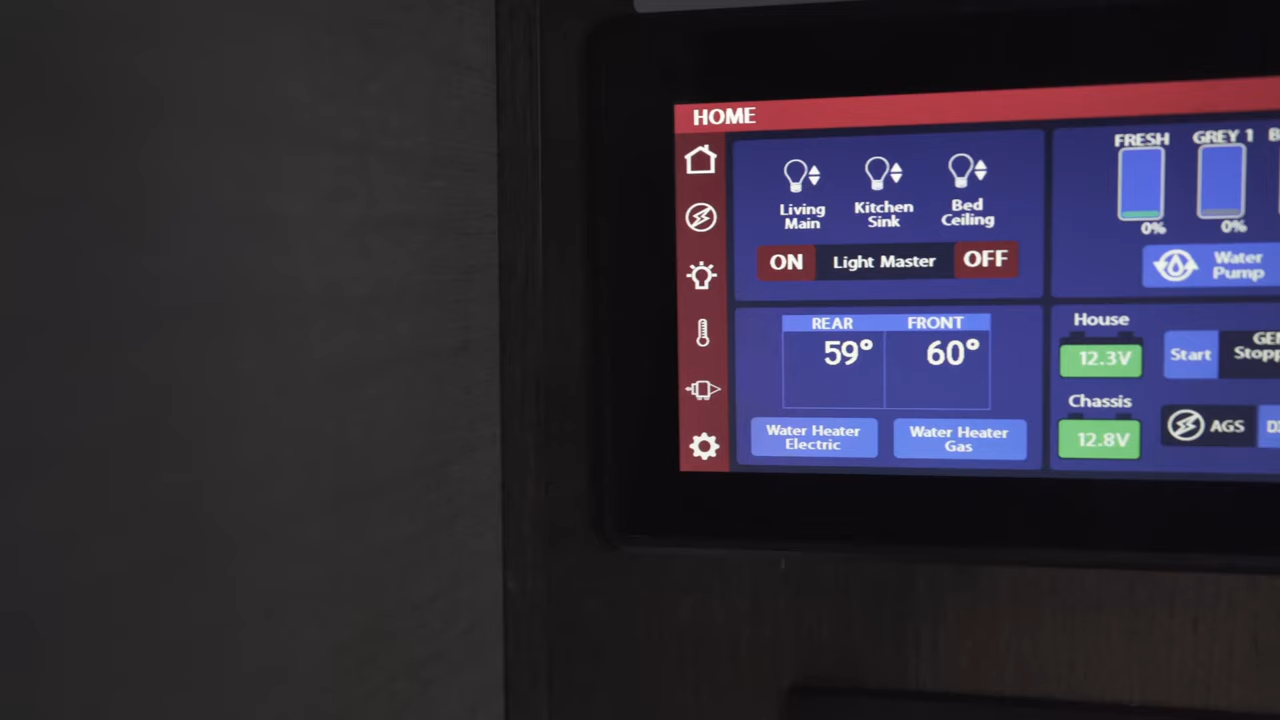 HOME
Living
Main
Kitchen
Sink
Bed
Ceiling
ON
Light Master
OFF
FRESH
GREY 1
0%
0%
Water
Pump
REAR
FRONT
59°
60°
Water Heater
Electric
Water Heater
Gas
House
12.3V
Start
Chassis
12.8V
AGS